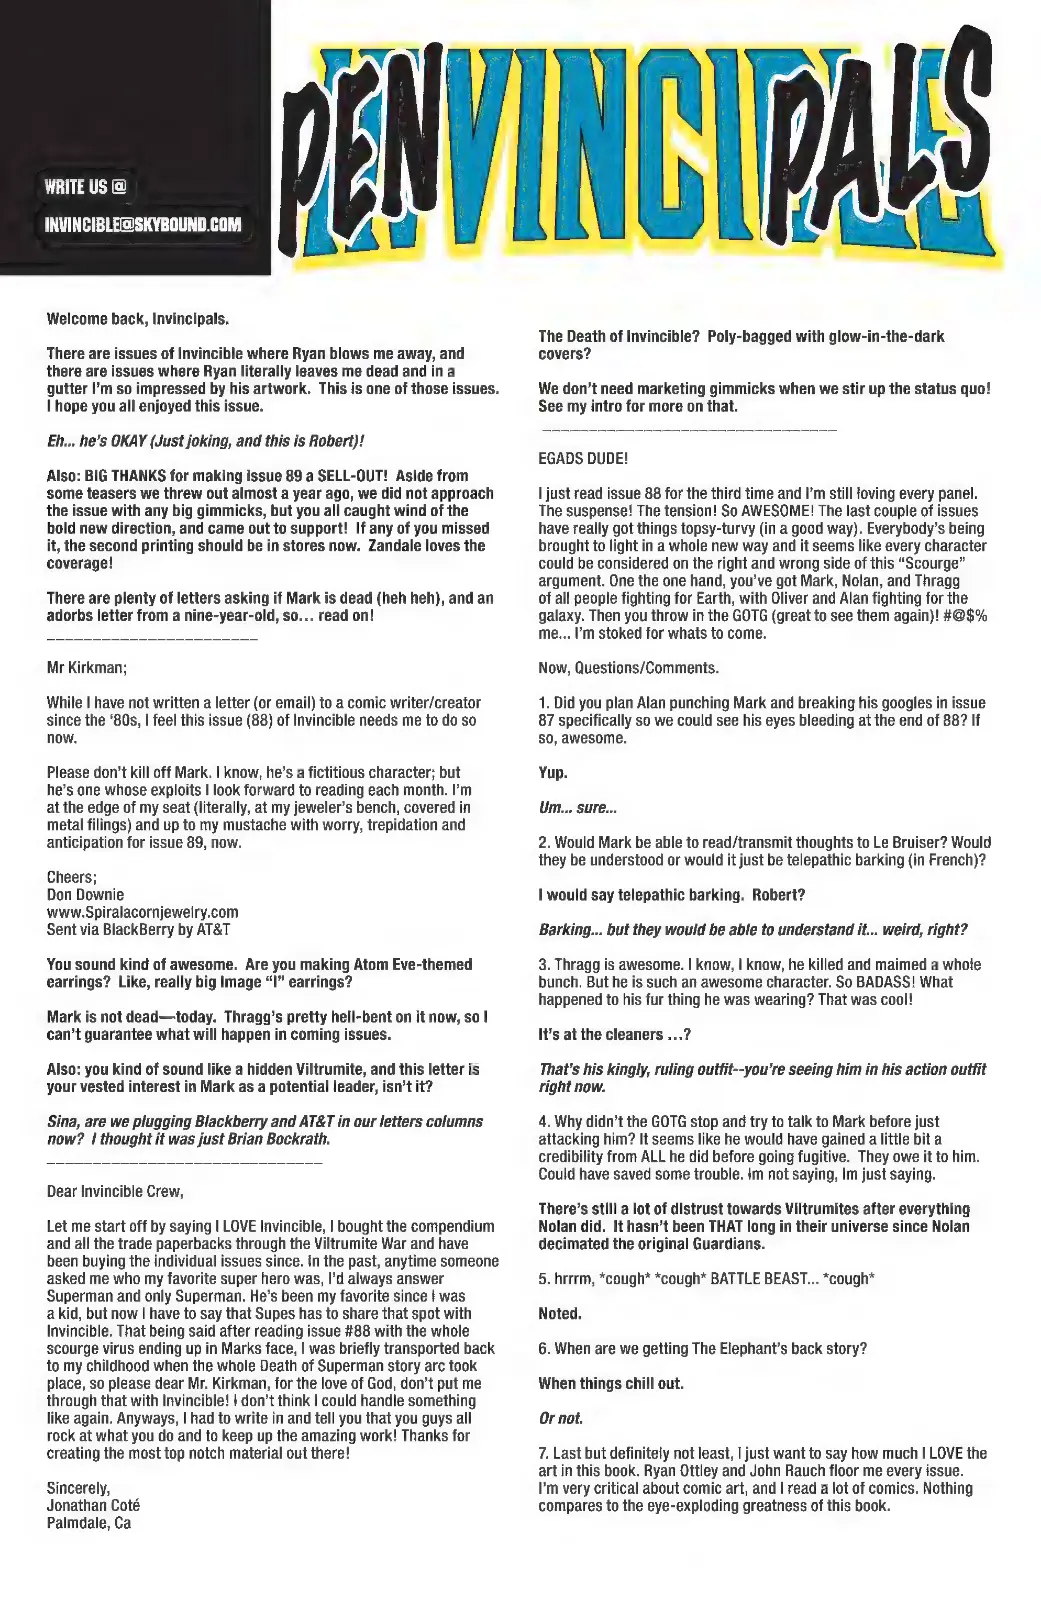 WRITE US @
INVINCIBLE@SKYBOUND.COM
PENVINCIPALS
Welcome back, Invincipals.
There are issues of Invincible where Ryan blows me away, and
there are issues where Ryan literally leaves me dead and in a
gutter I'm so impressed by his artwork. This is one of those issues.
I hope you all enjoyed this issue.
Eh... he's OKAY (Just joking, and this is Robert)!
Also: BIG THANKS for making issue 89 a SELL-OUT! Aside from
some teasers we threw out almost a year ago, we did not approach
the issue with any big gimmicks, but you all caught wind of the
bold new direction, and came out to support! If any of you missed
it, the second printing should be in stores now. Zandale loves the
coverage!
There are plenty of letters asking if Mark is dead (heh heh), and an
adorbs letter from a nine-year-old, so... read on!
Mr Kirkman;
While I have not written a letter (or email) to a comic writer/creator
since the '80s, I feel this issue (88) of Invincible needs me to do so
now.
Please don't kill off Mark. I know, he's a fictitious character; but
he's one whose exploits I look forward to reading each month. I'm
at the edge of my seat (literally, at my jeweler's bench, covered in
metal filings) and up to my mustache with worry, trepidation and
anticipation for issue 89, now.
Cheers;
Don Downie
www.Spiralacornjewelry.com
Sent via BlackBerry by AT&T
You sound kind of awesome. Are you making Atom Eve-themed
earrings? Like, really big Image "I" earrings?
Mark is not dead—today. Thragg's pretty hell-bent on it now, so I
can't guarantee what will happen in coming issues.
Also: you kind of sound like a hidden Viltrumite, and this letter is
your vested interest in Mark as a potential leader, isn't it?
Sina, are we plugging Blackberry and AT&T in our letters columns
now? I thought it was just Brian Bockrath.
Dear Invincible Crew,
Let me start off by saying I LOVE Invincible, I bought the compendium
and all the trade paperbacks through the Viltrumite War and have
been buying the individual issues since. In the past, anytime someone
asked me who my favorite super hero was, I'd always answer
Superman and only Superman. He's been my favorite since I was
a kid, but now I have to say that Supes has to share that spot with
Invincible. That being said after reading issue #88 with the whole
scourge virus ending up in Marks face, I was briefly transported back
to my childhood when the whole Death of Superman story arc took
place, so please dear Mr. Kirkman, for the love of God, don't put me
through that with Invincible! I don't think I could handle something
like again. Anyways, I had to write in and tell you that you guys all
rock at what you do and to keep up the amazing work! Thanks for
creating the most top notch material out there!
Sincerely,
Jonathan Coté
Palmdale, Ca
The Death of Invincible? Poly-bagged with glow-in-the-dark
covers?
We don't need marketing gimmicks when we stir up the status quo!
See my intro for more on that.
EGADS DUDE!
I just read issue 88 for the third time and I'm still loving every panel.
The suspense! The tension! So AWESOME! The last couple of issues
have really got things topsy-turvy (in a good way). Everybody's being
brought to light in a whole new way and it seems like every character
could be considered on the right and wrong side of this "Scourge"
argument. One the one hand, you've got Mark, Nolan, and Thragg
of all people fighting for Earth, with Oliver and Alan fighting for the
galaxy. Then you throw in the GOTG (great to see them again)! #@$%
me... I'm stoked for whats to come.
Now, Questions/Comments.
1. Did you plan Alan punching Mark and breaking his googles in issue
87 specifically so we could see his eyes bleeding at the end of 88? If
so, awesome.
Yup.
Um... sure...
2. Would Mark be able to read/transmit thoughts to Le Bruiser? Would
they be understood or would it just be telepathic barking (in French)?
I would say telepathic barking. Robert?
Barking... but they would be able to understand it... weird, right?
3. Thragg is awesome. I know, I know, he killed and maimed a whole
bunch. But he is such an awesome character. So BADASS! What
happened to his fur thing he was wearing? That was cool!
It's at the cleaners ...?
That's his kingly, ruling outfit--you're seeing him in his action outfit
right now.
4. Why didn't the GOTG stop and try to talk to Mark before just
attacking him? It seems like he would have gained a little bit a
credibility from ALL he did before going fugitive. They owe it to him.
Could have saved some trouble. Im not saying, Im just saying.
There's still a lot of distrust towards Viltrumites after everything
Nolan did. It hasn't been THAT long in their universe since Nolan
decimated the original Guardians.
5. hrrrm, *cough* *cough* BATTLE BEAST... *cough*
Noted.
6. When are we getting The Elephant's back story?
When things chill out.
Or not.
7. Last but definitely not least, I just want to say how much I LOVE the
art in this book. Ryan Ottley and John Rauch floor me every issue.
I'm very critical about comic art, and I read a lot of comics. Nothing
compares to the eye-exploding greatness of this book.